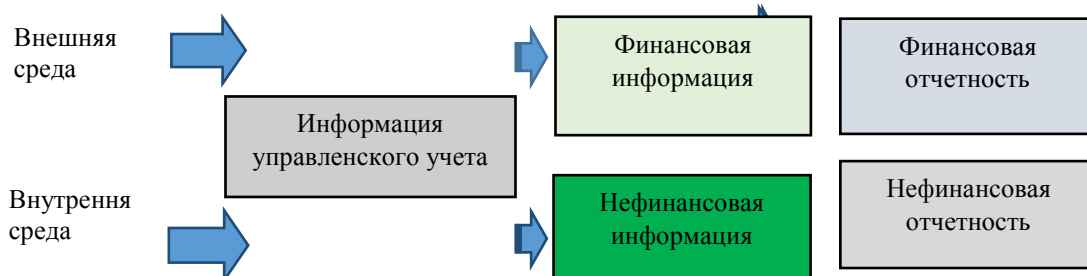 Внешняя
среда
Информация
управленского учета
Финансовая
информация
Финансовая
отчетность
Внутрення
среда
Нефинансовая
информация
Нефинансовая
отчетность